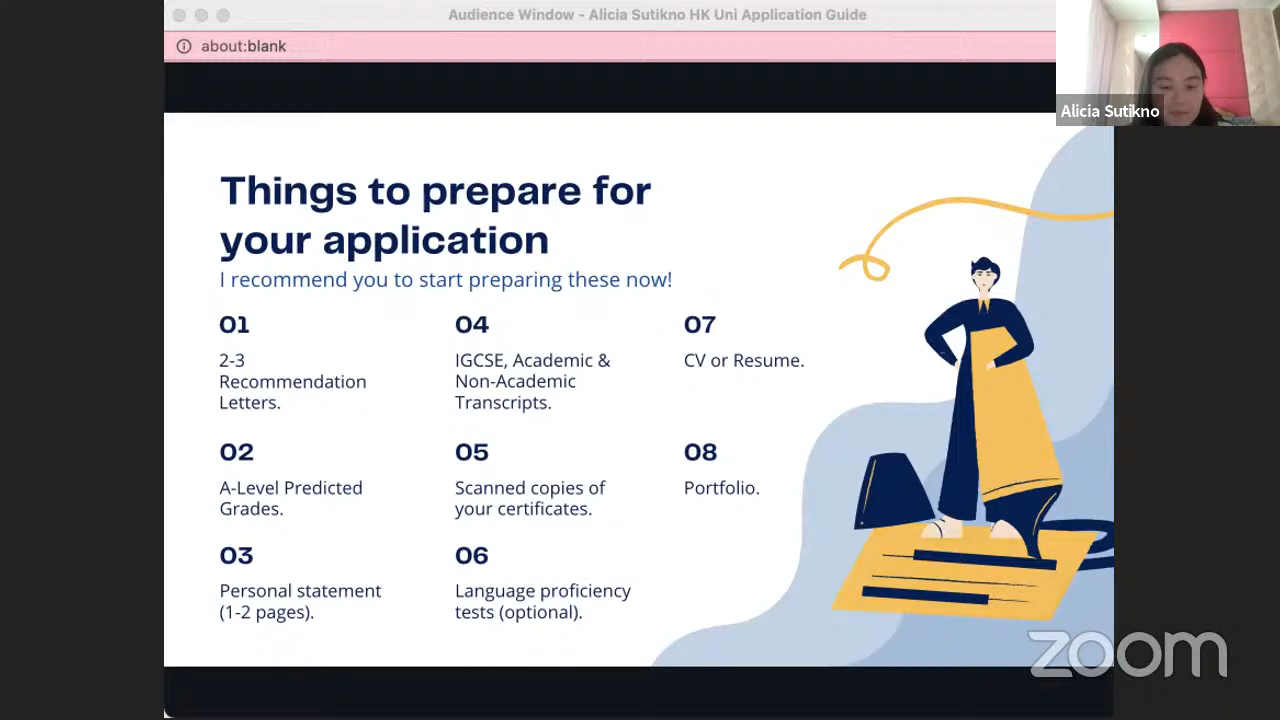 Audience Window - Alicia Sutikno HK Uni Application Guide
about:blank
Alicia Sutikno
Things to prepare for
your application
I recommend you to start preparing these now!
01
2-3
Recommendation
Letters.
02
A-Level Predicted
Grades.
03
Personal statement
(1-2 pages).
04
IGCSE, Academic &
Non-Academic
Transcripts.
05
Scanned copies of
your certificates.
06
Language proficiency
tests (optional).
07
CV or Resume.
08
Portfolio.
zoom